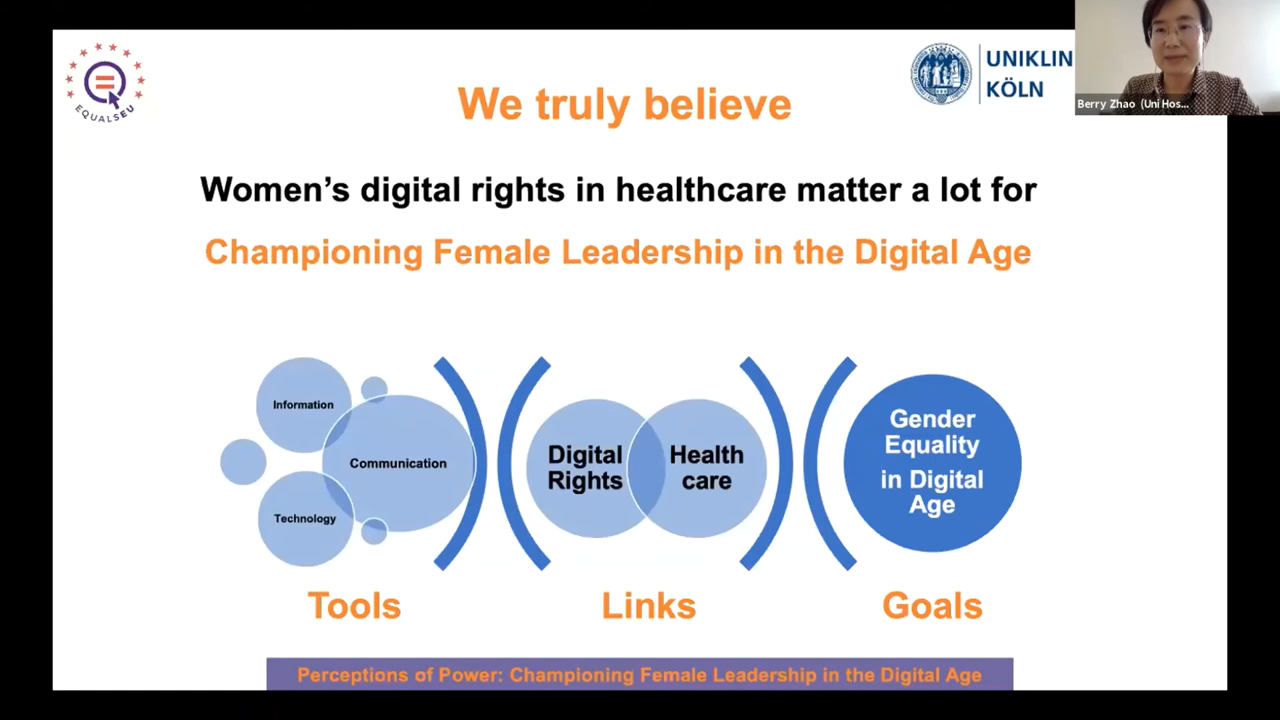 EQUALSEU
We truly believe
UNIKLIN
KÖLN
Berry Zhao (Uni Hos...
Women's digital rights in healthcare matter a lot for
Championing Female Leadership in the Digital Age
Information
Communication
Technology
Digital
Rights
Health
care
Gender
Equality
in Digital
Age
Tools
Links
Goals
Perceptions of Power: Championing Female Leadership in the Digital Age